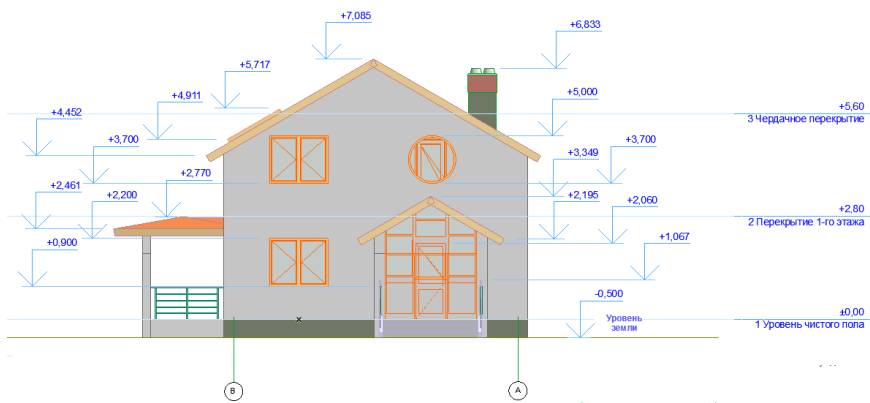 +7,085
+6,833
+5,717
+4,911
+5,000
+4,452
+5,60
3 Чердачное перекрытие
+3,700
+3,700
+3,349
+2,770
+2,461
+2,200
+2,195
+2,060
+2,80
2 Перекрытие 1-го этажа
+0,900
+1,067
-0,500
Уровень
земли
±0,00
1 Уровень чистого пола
В
А